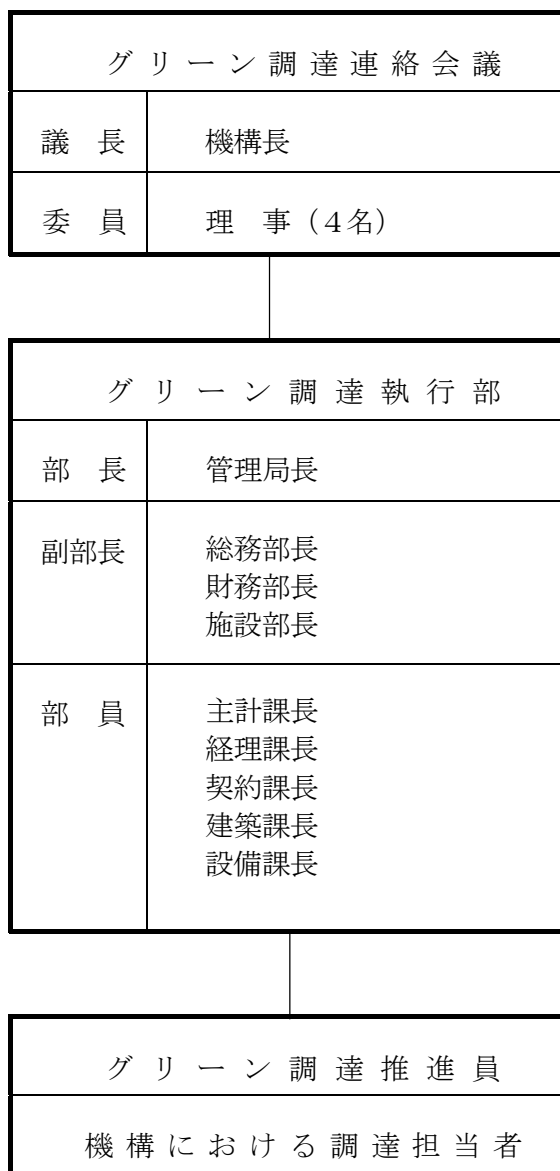 グリーン調達連絡会議
議　長　機構長
委　員　理　事（４名）
グリーン調達執行部
部　長　管理局長
副部長　総務部長
財務部長
施設部長
部　員　主計課長
経理課長
契約課長
建築課長
設備課長
グリーン調達推進員
機構における調達担当者